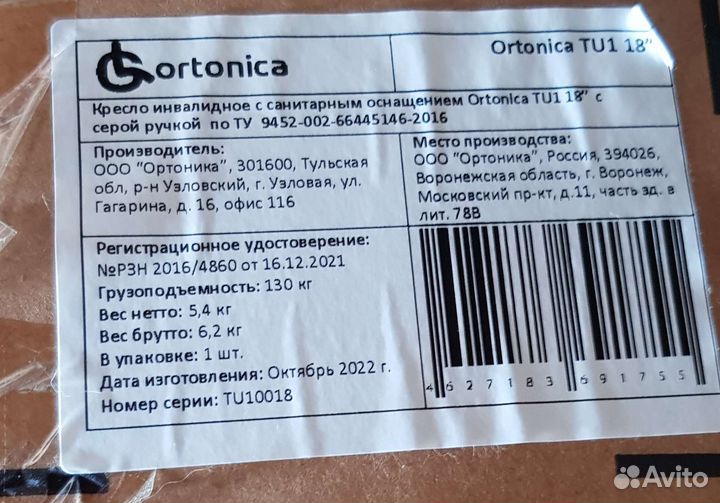 ortonica
Ortonica TU1 18”
Кресло инвалидное с санитарным оснащением Ortonica TU1 18” с
серой ручкой по ТУ 9452-002-66445146-2016
Производитель:
ООО “Ортоника”, 301600, Тульская
обл, р-н Узловский, г. Узловая, ул.
Гагарина, д. 16, офис 116
Место производства:
ООО “Ортоника”, Россия, 394026,
Воронежская область, г. Воронеж,
Московский пр-кт, д.11, часть зд. в
лит. 78В
Регистрационное удостоверение:
№РЗН 2016/4860 от 16.12.2021
Грузоподъемность: 130 кг
Вес нетто: 5,4 кг
Вес брутто: 6,2 кг
В упаковке: 1 шт.
Дата изготовления: Октябрь 2022 г.
Номер серии: TU10018
4 627183 691755
Avito